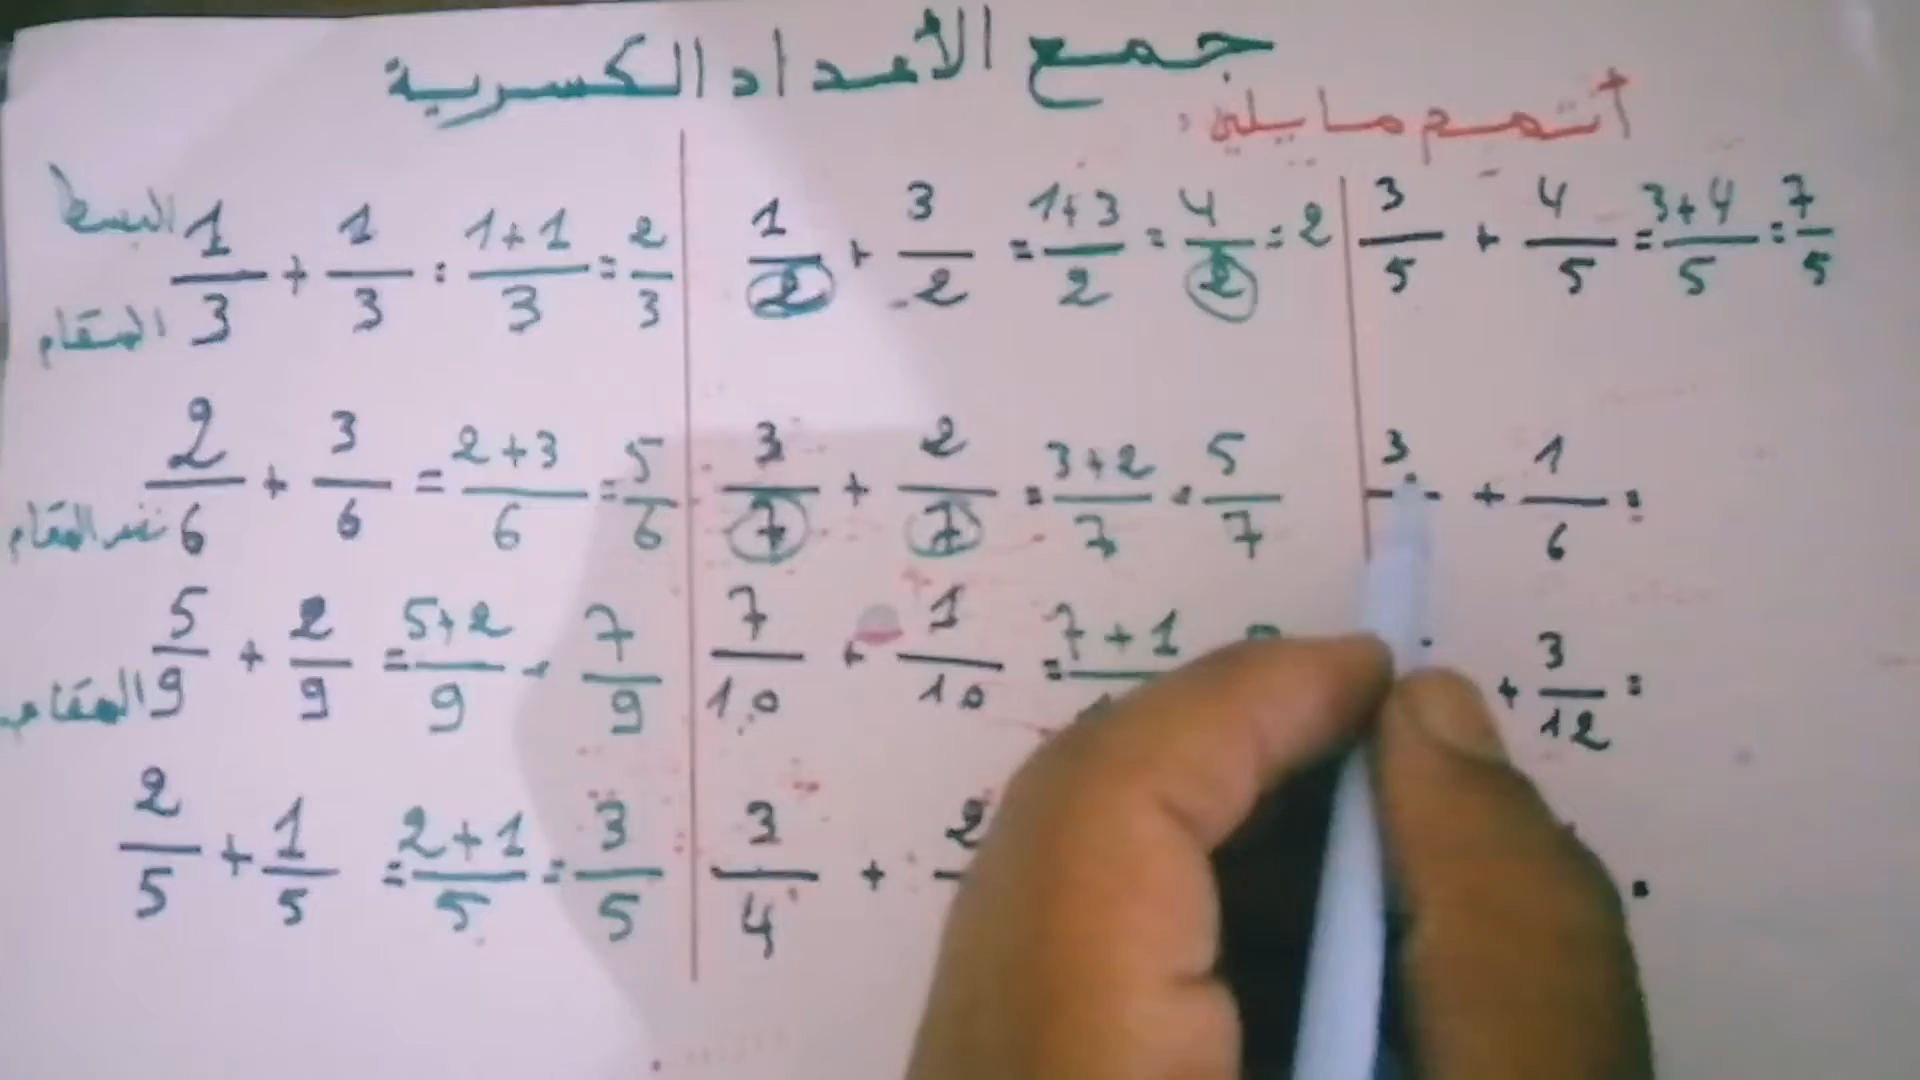 جمع الأعداد الكسرية
أتمم ما يلي:
البسط
المقام
1/3 + 1/3 = 1+1/3 = 2/3
1/2 + 3/2 = 1+3/2 = 4/2 = 2
3/5 + 4/5 = 3+4/5 = 7/5
المقام
2/6 + 3/6 = 2+3/6 = 5/6
3/7 + 2/7 = 3+2/7 = 5/7
3 + 1/6 =
المقام
5/9 + 2/9 = 5+2/9 = 7/9
7/10 + 1/10 = 7+1
+ 3/12 =
2/5 + 1/5 = 2+1/5 = 3/5
3/4 + 2